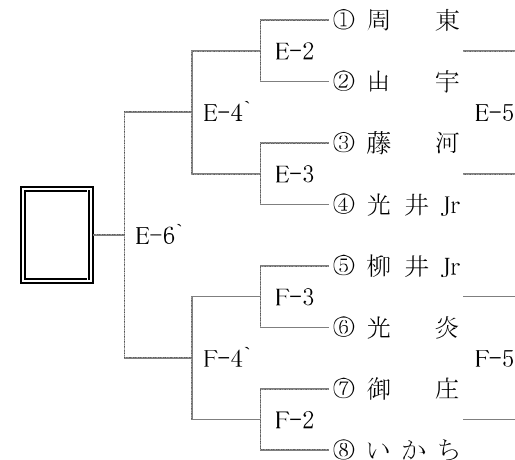 ① 周 東
E-2
② 由 宇
E-4` E-5
③ 藤 河
E-3
④ 光 井 Jr
E-6`
⑤ 柳 井 Jr
F-3
⑥ 光 炎
F-4` F-5
⑦ 御 庄
F-2
⑧ い か ち